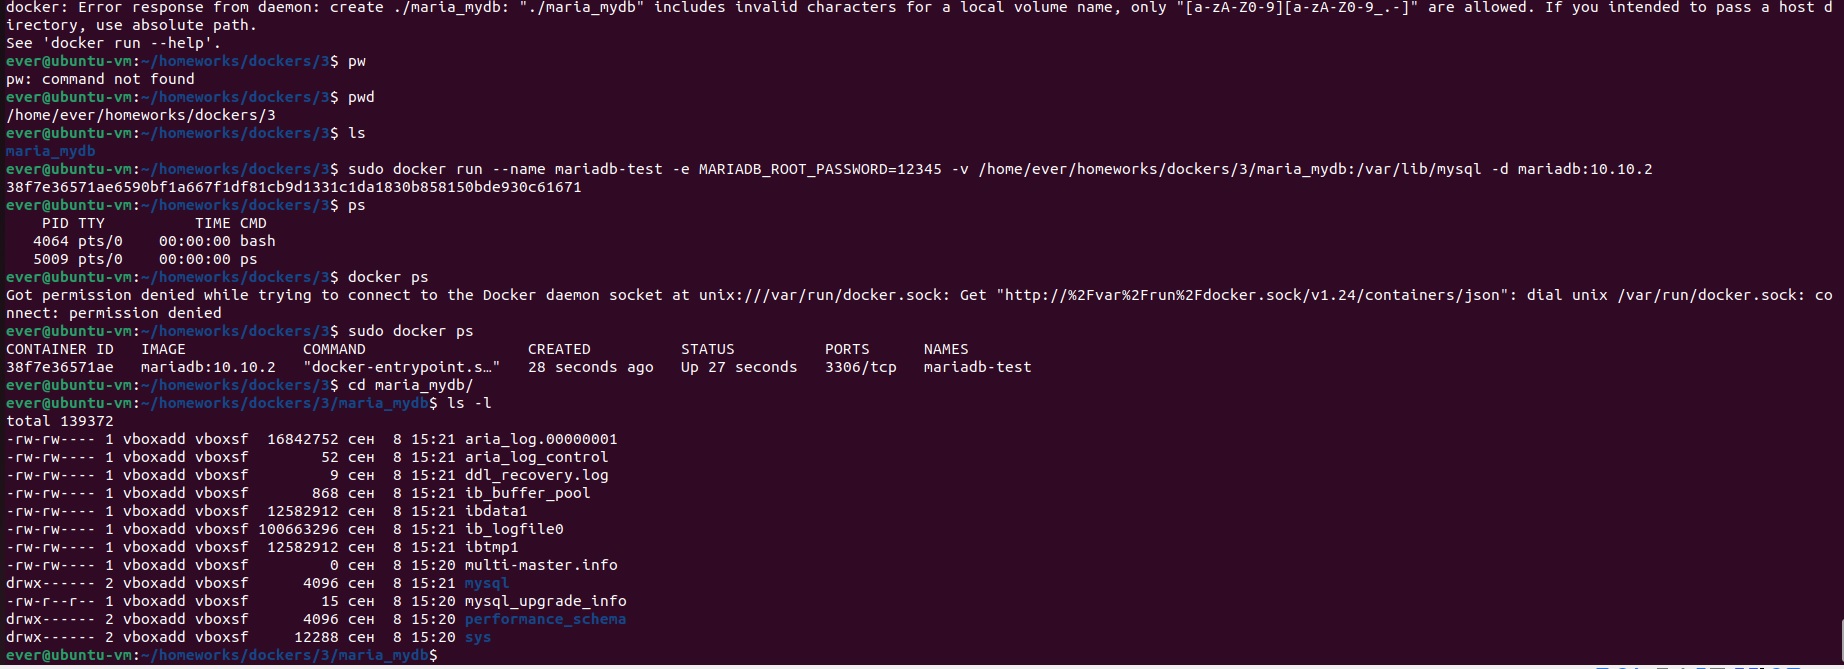 docker: Error response from daemon: create ./maria_mydb: "./maria_mydb" includes invalid characters for a local volume name, only "[a-zA-Z0-9][a-zA-Z0-9_.-]" are allowed. If you intended to pass a host d
irectory, use absolute path.
See 'docker run --help'.
ever@ubuntu-vm:~/homeworks/dockers/3$ pw
pw: command not found
ever@ubuntu-vm:~/homeworks/dockers/3$ pwd
/home/ever/homeworks/dockers/3
ever@ubuntu-vm:~/homeworks/dockers/3$ ls
maria_mydb
ever@ubuntu-vm:~/homeworks/dockers/3$ sudo docker run --name mariadb-test -e MARIADB_ROOT_PASSWORD=12345 -v /home/ever/homeworks/dockers/3/maria_mydb:/var/lib/mysql -d mariadb:10.10.2
38f7e36571ae6590bf1a667f1df81cb9d1331c1da1830b858150bde930c61671
ever@ubuntu-vm:~/homeworks/dockers/3$ ps
    PID TTY          TIME CMD
   4064 pts/0    00:00:00 bash
   5009 pts/0    00:00:00 ps
ever@ubuntu-vm:~/homeworks/dockers/3$ docker ps
Got permission denied while trying to connect to the Docker daemon socket at unix:///var/run/docker.sock: Get "http://%2Fvar%2Frun%2Fdocker.sock/v1.24/containers/json": dial unix /var/run/docker.sock: co
nnect: permission denied
ever@ubuntu-vm:~/homeworks/dockers/3$ sudo docker ps
CONTAINER ID   IMAGE             COMMAND                  CREATED          STATUS          PORTS      NAMES
38f7e36571ae   mariadb:10.10.2   "docker-entrypoint.s…"   28 seconds ago   Up 27 seconds   3306/tcp   mariadb-test
ever@ubuntu-vm:~/homeworks/dockers/3$ cd maria_mydb/
ever@ubuntu-vm:~/homeworks/dockers/3/maria_mydb$ ls -l
total 139372
-rw-rw---- 1 vboxadd vboxsf  16842752 сен  8 15:21 aria_log.00000001
-rw-rw---- 1 vboxadd vboxsf        52 сен  8 15:21 aria_log_control
-rw-rw---- 1 vboxadd vboxsf         9 сен  8 15:21 ddl_recovery.log
-rw-rw---- 1 vboxadd vboxsf       868 сен  8 15:21 ib_buffer_pool
-rw-rw---- 1 vboxadd vboxsf  12582912 сен  8 15:21 ibdata1
-rw-rw---- 1 vboxadd vboxsf 100663296 сен  8 15:21 ib_logfile0
-rw-rw---- 1 vboxadd vboxsf  12582912 сен  8 15:21 ibtmp1
-rw-rw---- 1 vboxadd vboxsf         0 сен  8 15:20 multi-master.info
drwx------ 2 vboxadd vboxsf      4096 сен  8 15:21 mysql
-rw-r--r-- 1 vboxadd vboxsf        15 сен  8 15:20 mysql_upgrade_info
drwx------ 2 vboxadd vboxsf      4096 сен  8 15:20 performance_schema
drwx------ 2 vboxadd vboxsf     12288 сен  8 15:20 sys
ever@ubuntu-vm:~/homeworks/dockers/3/maria_mydb$